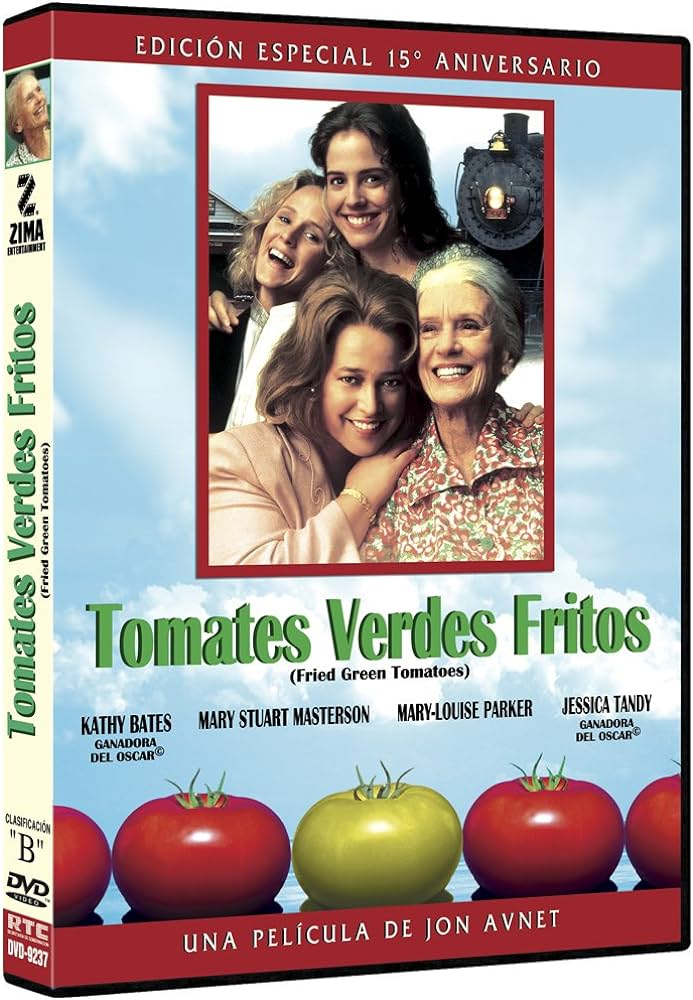 EDICIÓN ESPECIAL 15° ANIVERSARIO
Tomates Verdes Fritos
(Fried Green Tomatoes)
KATHY BATES
GANADORA
DEL OSCAR©
MARY STUART MASTERSON
MARY-LOUISE PARKER
JESSICA TANDY
GANADORA
DEL OSCAR©
UNA PELÍCULA DE JON AVNET
Z
ZIMA
ENTERTAINMENT
Tomates Verdes Fritos
(Fried Green Tomatoes)
CLASIFICACIÓN
"B"
DVD
VIDEO
RTC
DVD-9237